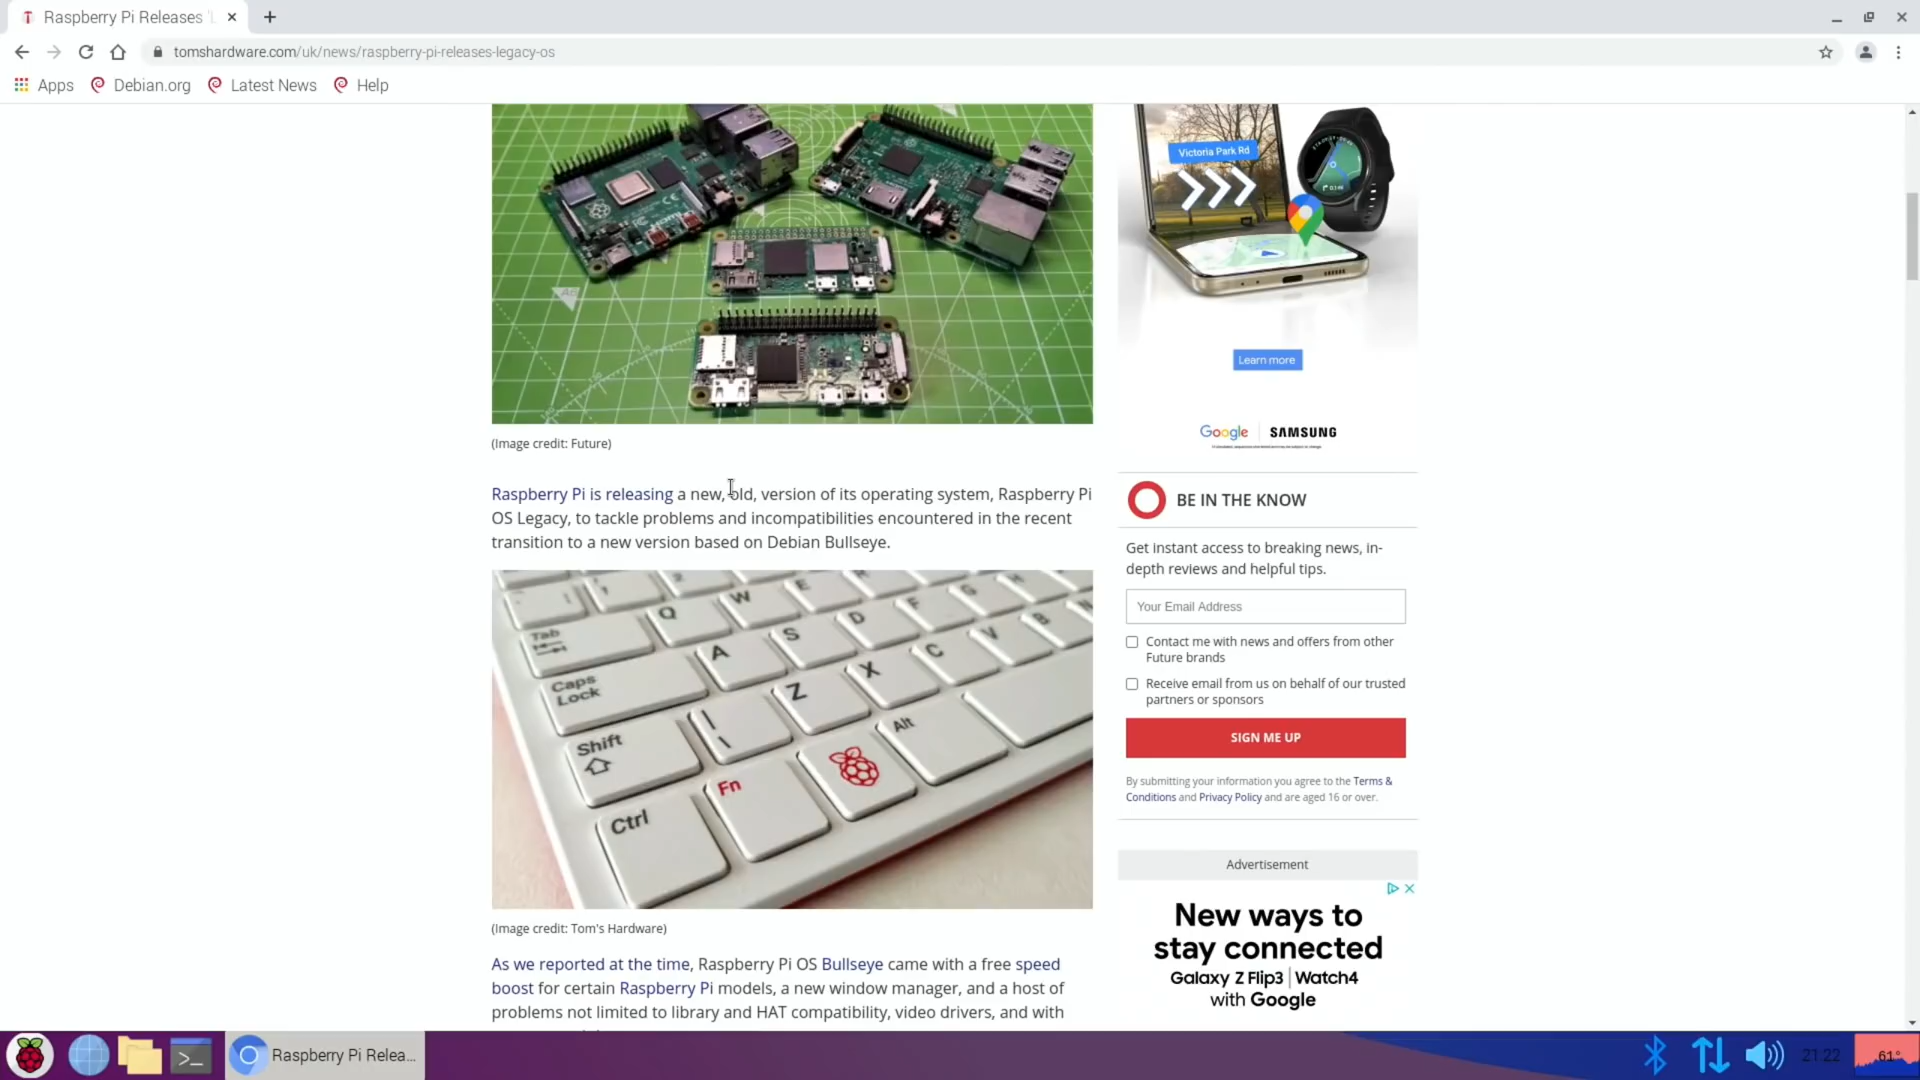 Raspberry Pi Releases 'L
tomshardware.com/uk/news/raspberry-pi-releases-legacy-os
Apps
Debian.org
Latest News
Help
Victoria Park Rd
Learn more
Google | SAMSUNG
(Image credit: Future)
Raspberry Pi is releasing a new, old, version of its operating system, Raspberry Pi
OS Legacy, to tackle problems and incompatibilities encountered in the recent
transition to a new version based on Debian Bullseye.
Q W E
Tab
A S D F G H
Caps
Lock
Z X C V B N
Shift
Alt
Fn
Ctrl
(Image credit: Tom's Hardware)
As we reported at the time, Raspberry Pi OS Bullseye came with a free speed
boost for certain Raspberry Pi models, a new window manager, and a host of
problems not limited to library and HAT compatibility, video drivers, and with
BE IN THE KNOW
Get instant access to breaking news, in-
depth reviews and helpful tips.
Your Email Address
Contact me with news and offers from other
Future brands
Receive email from us on behalf of our trusted
partners or sponsors
SIGN ME UP
By submitting your information you agree to the Terms &
Conditions and Privacy Policy and are aged 16 or over.
Advertisement
New ways to
stay connected
Galaxy Z Flip3 | Watch4
with Google
Raspberry Pi Relea...
21:22
61°